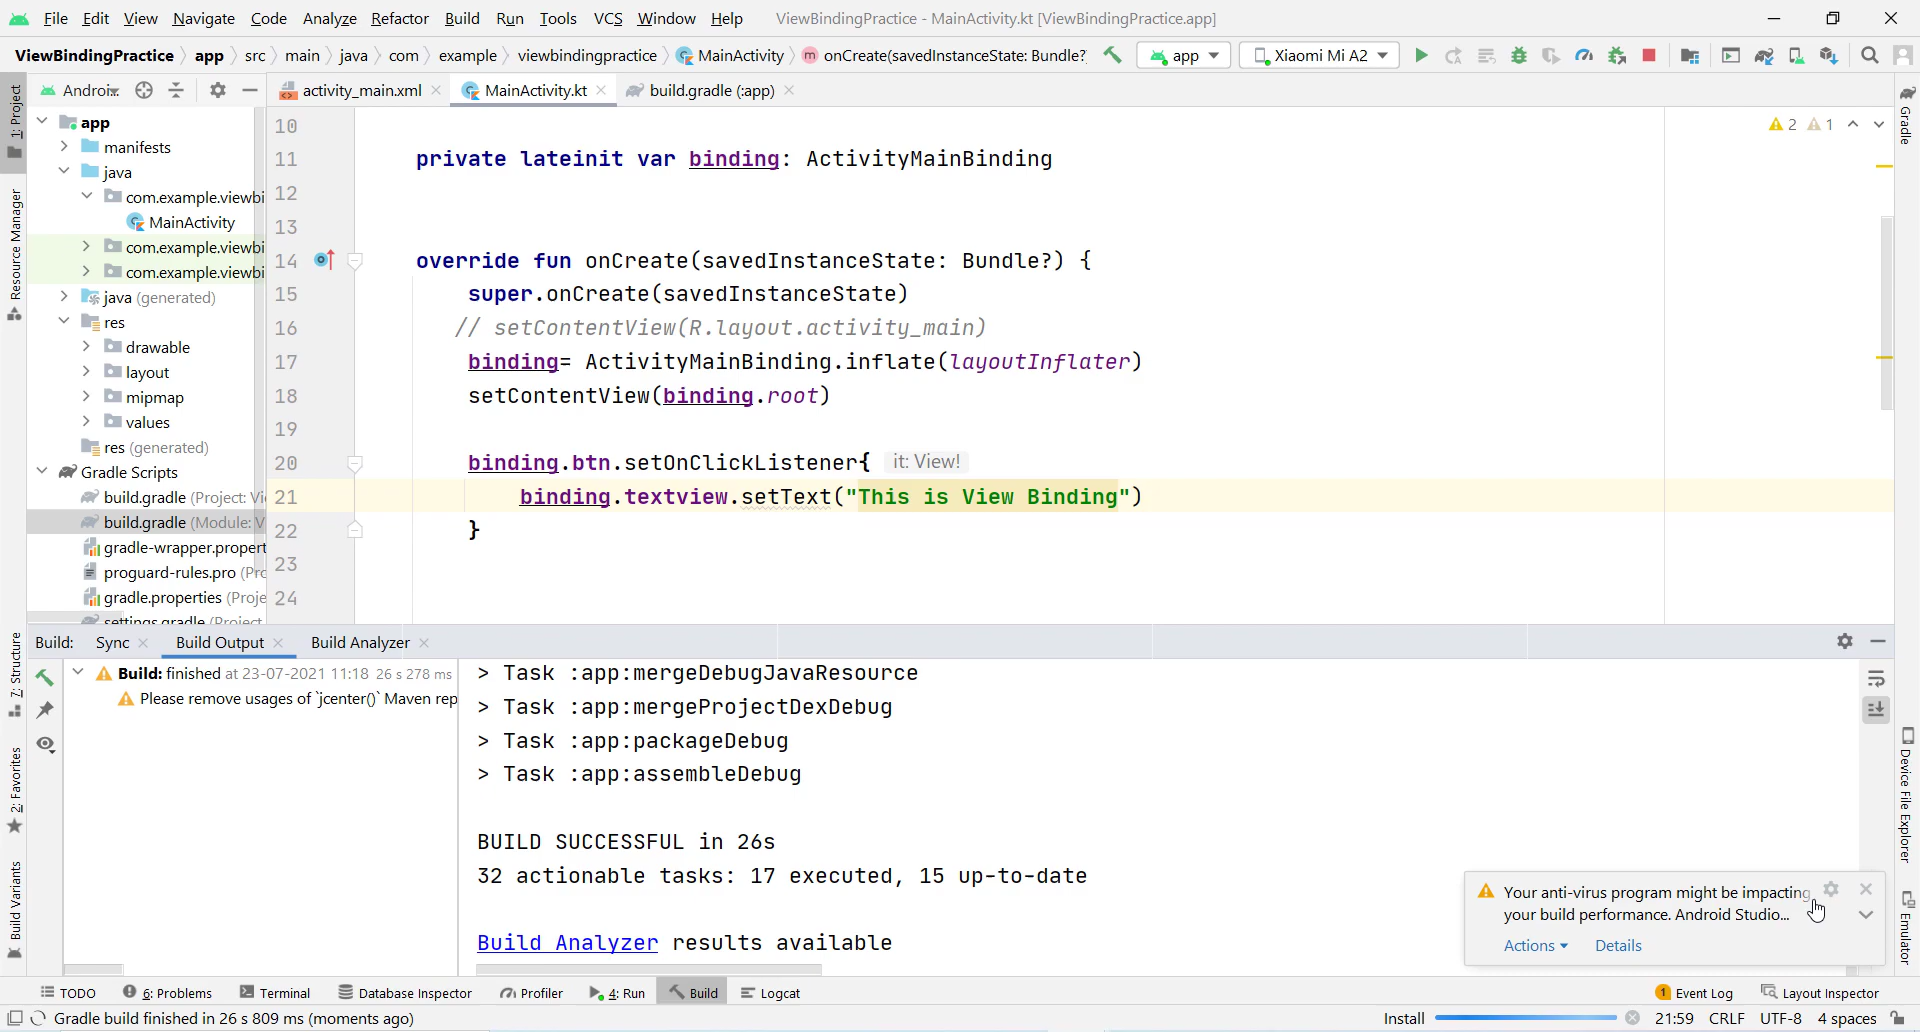 File Edit View Navigate Code Analyze Refactor Build Run Tools VCS Window Help ViewBindingPractice - MainActivity.kt [ViewBindingPractice.app]
ViewBindingPractice app src main java com example viewbindingpractice MainActivity onCreate(savedInstanceState: Bundle? app Xiaomi Mi A2
Androi. activity_main.xml MainActivity.kt build.gradle (:app)
1: Project
Resource Manager
7: Structure
2: Favorites
Build Variants
app
manifests
java
com.example.viewbi
MainActivity
com.example.viewbi
com.example.viewbi
java (generated)
res
drawable
layout
mipmap
values
res (generated)
Gradle Scripts
build.gradle (Project: Vi
build.gradle (Module: V
gradle-wrapper.propert
proguard-rules.pro (Pro
gradle.properties (Proje
settings.gradle (Project
2 1
10
11 private lateinit var binding: ActivityMainBinding
12
13
14 override fun onCreate(savedInstanceState: Bundle?) {
15 super.onCreate(savedInstanceState)
16 // setContentView(R.layout.activity_main)
17 binding= ActivityMainBinding.inflate(layoutInflater)
18 setContentView(binding.root)
19
20 binding.btn.setOnClickListener{ it: View!
21 binding.textview.setText("This is View Binding")
22 }
23
24
Gradle
Device File Explorer
Emulator
Build: Sync Build Output Build Analyzer
Build: finished at 23-07-2021 11:18 26 s 278 ms
Please remove usages of `jcenter()` Maven rep
> Task :app:mergeDebugJavaResource
> Task :app:mergeProjectDexDebug
> Task :app:packageDebug
> Task :app:assembleDebug
BUILD SUCCESSFUL in 26s
32 actionable tasks: 17 executed, 15 up-to-date
Build Analyzer results available
Your anti-virus program might be impacting
your build performance. Android Studio...
Actions Details
TODO 6: Problems Terminal Database Inspector Profiler 4: Run Build Logcat 1 Event Log Layout Inspector
Gradle build finished in 26 s 809 ms (moments ago) Install 21:59 CRLF UTF-8 4 spaces